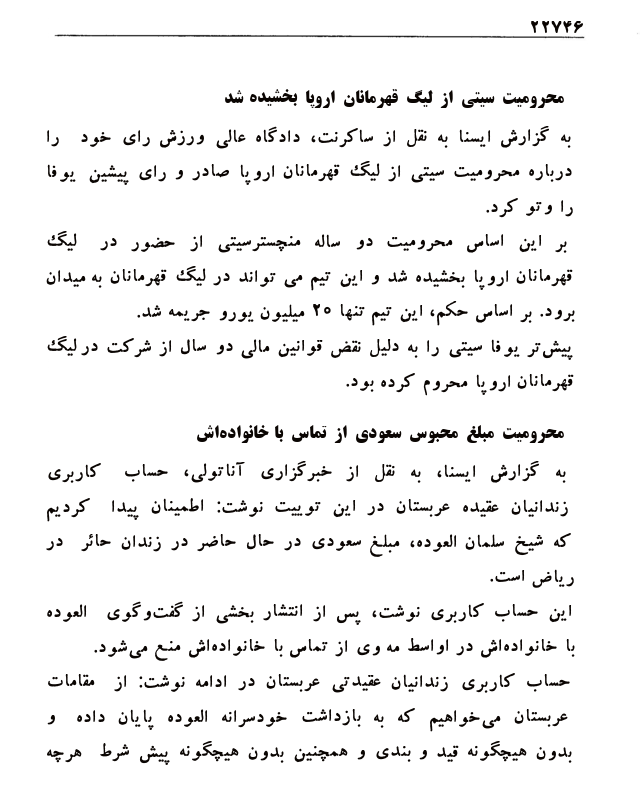 ۲۲۷۴۶
محرومیت سیتی از لیگ قهرمانان اروپا بخشیده شد
به گزارش ایسنا به نقل از ساکرنت، دادگاه عالی ورزش رای خود را
درباره محرومیت سیتی از لیگ قهرمانان اروپا صادر و رای پیشین یوفا
را وتو کرد.
بر این اساس محرومیت دو ساله منچسترسیتی از حضور در لیگ
قهرمانان اروپا بخشیده شد و این تیم می تواند در لیگ قهرمانان به میدان
برود. بر اساس حکم، این تیم تنها ۲۰ میلیون یورو جریمه شد.
پیش‌تر یوفا سیتی را به دلیل نقض قوانین مالی دو سال از شرکت در لیگ
قهرمانان اروپا محروم کرده بود.
محرومیت مبلغ محبوس سعودی از تماس با خانواده‌اش
به گزارش ایسنا، به نقل از خبرگزاری آناتولی، حساب کاربری
زندانیان عقیده عربستان در این توییت نوشت: اطمینان پیدا کردیم
که شیخ سلمان العوده، مبلغ سعودی در حال حاضر در زندان حائر در
ریاض است.
این حساب کاربری نوشت، پس از انتشار بخشی از گفت‌وگوی العوده
با خانواده‌اش در اواسط مه وی از تماس با خانواده‌اش منع می‌شود.
حساب کاربری زندانیان عقیدتی عربستان در ادامه نوشت: از مقامات
عربستان می‌خواهیم که به بازداشت خودسرانه العوده پایان داده و
بدون هیچگونه قید و بندی و همچنین بدون هیچگونه پیش شرط هرچه